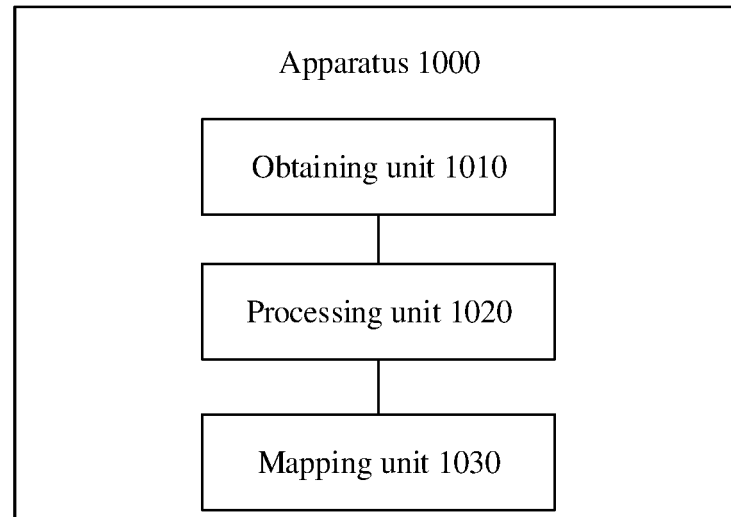 Apparatus 1000
Obtaining unit 1010
Processing unit 1020
Mapping unit 1030